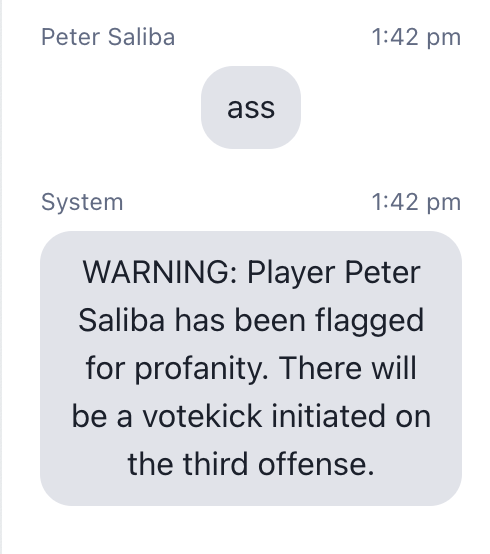 Peter Saliba 1:42 pm
ass
System 1:42 pm
WARNING: Player Peter
Saliba has been flagged
for profanity. There will
be a votekick initiated on
the third offense.